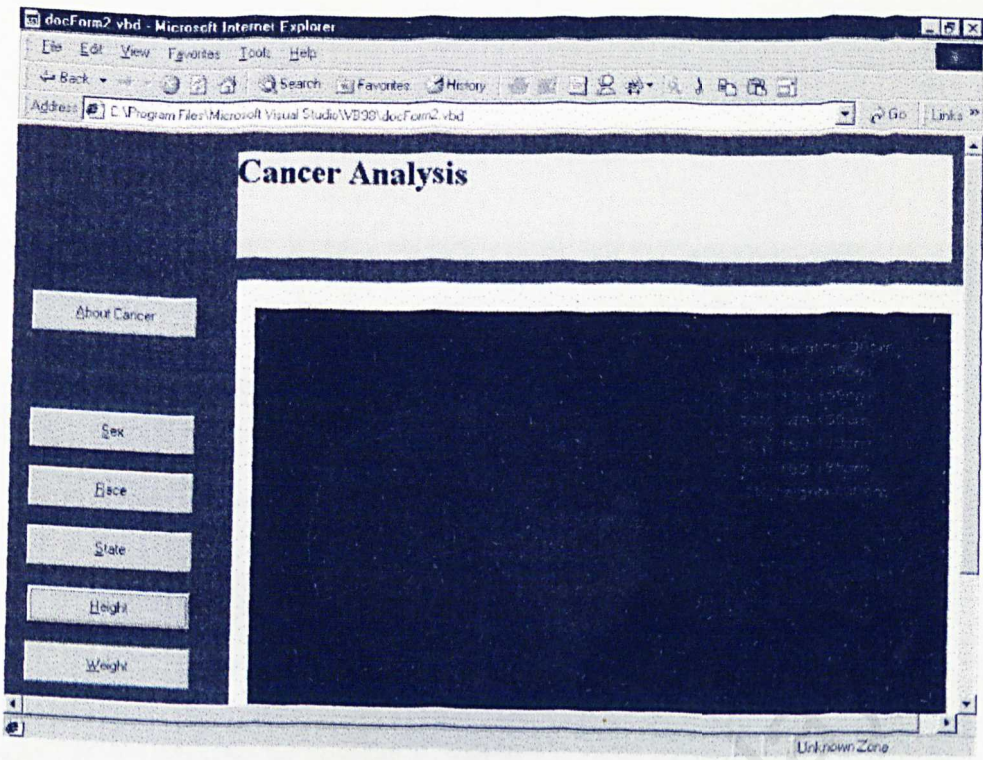 docForm2.vbd - Microsoft Internet Explorer
File Edit View Favorites Tools Help
Back Search Favorites History
Address C:\Program Files\Microsoft Visual Studio\VB98\docForm2.vbd Go Links »
Cancer Analysis
About Cancer
Sex
Race
State
Height
Weight
Unknown Zone